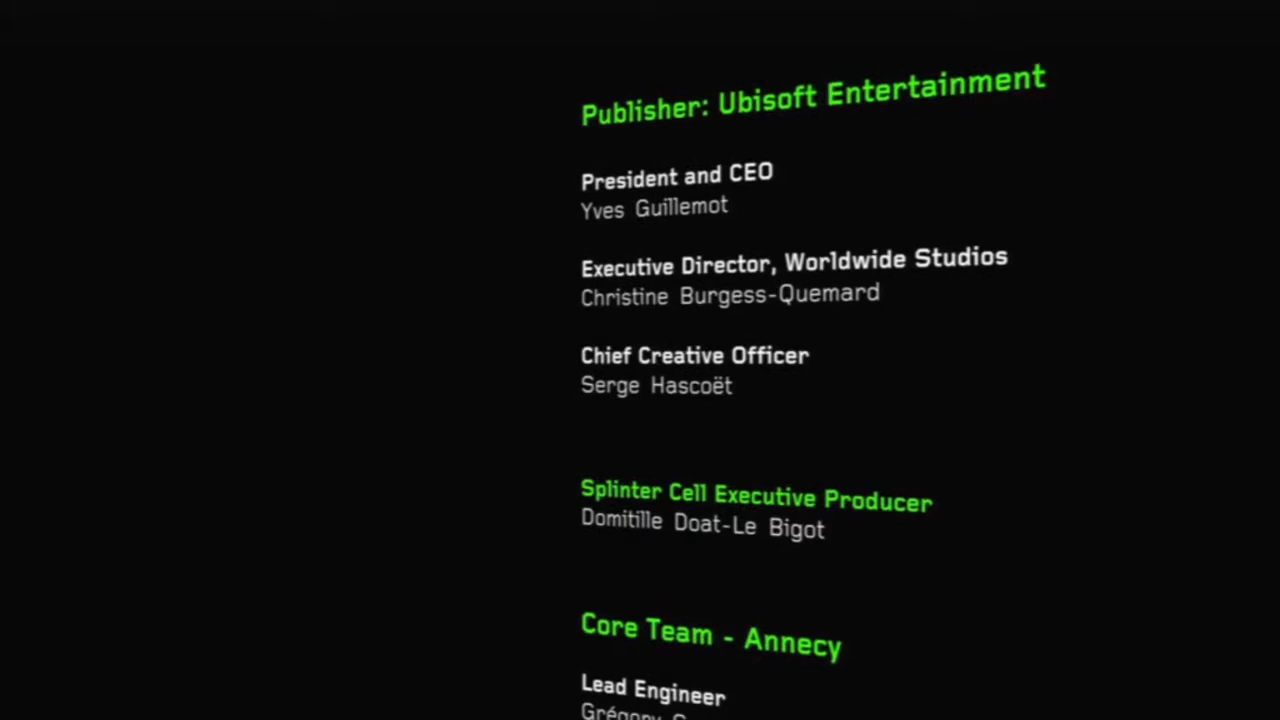 Publisher: Ubisoft Entertainment
President and CEO
Yves Guillemot
Executive Director, Worldwide Studios
Christine Burgess-Quemard
Chief Creative Officer
Serge Hascoët
Splinter Cell Executive Producer
Domitille Doat-Le Bigot
Core Team - Annecy
Lead Engineer
Grégory